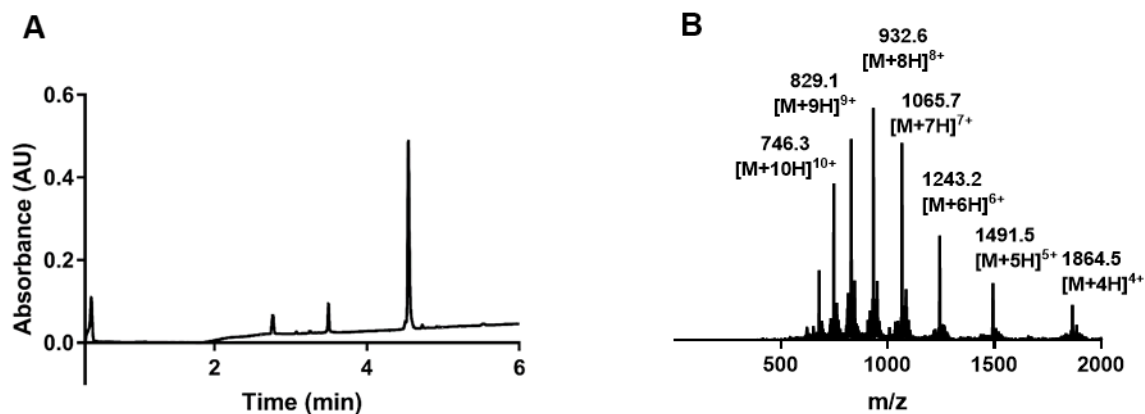 A
Absorbance (AU)
0.6
0.4
0.2
0.0
2
4
6
Time (min)
B
932.6
[M+8H]⁸⁺
829.1
[M+9H]⁹⁺
1065.7
[M+7H]⁷⁺
746.3
[M+10H]¹⁰⁺
1243.2
[M+6H]⁶⁺
1491.5
[M+5H]⁵⁺
1864.5
[M+4H]⁴⁺
500
1000
1500
2000
m/z